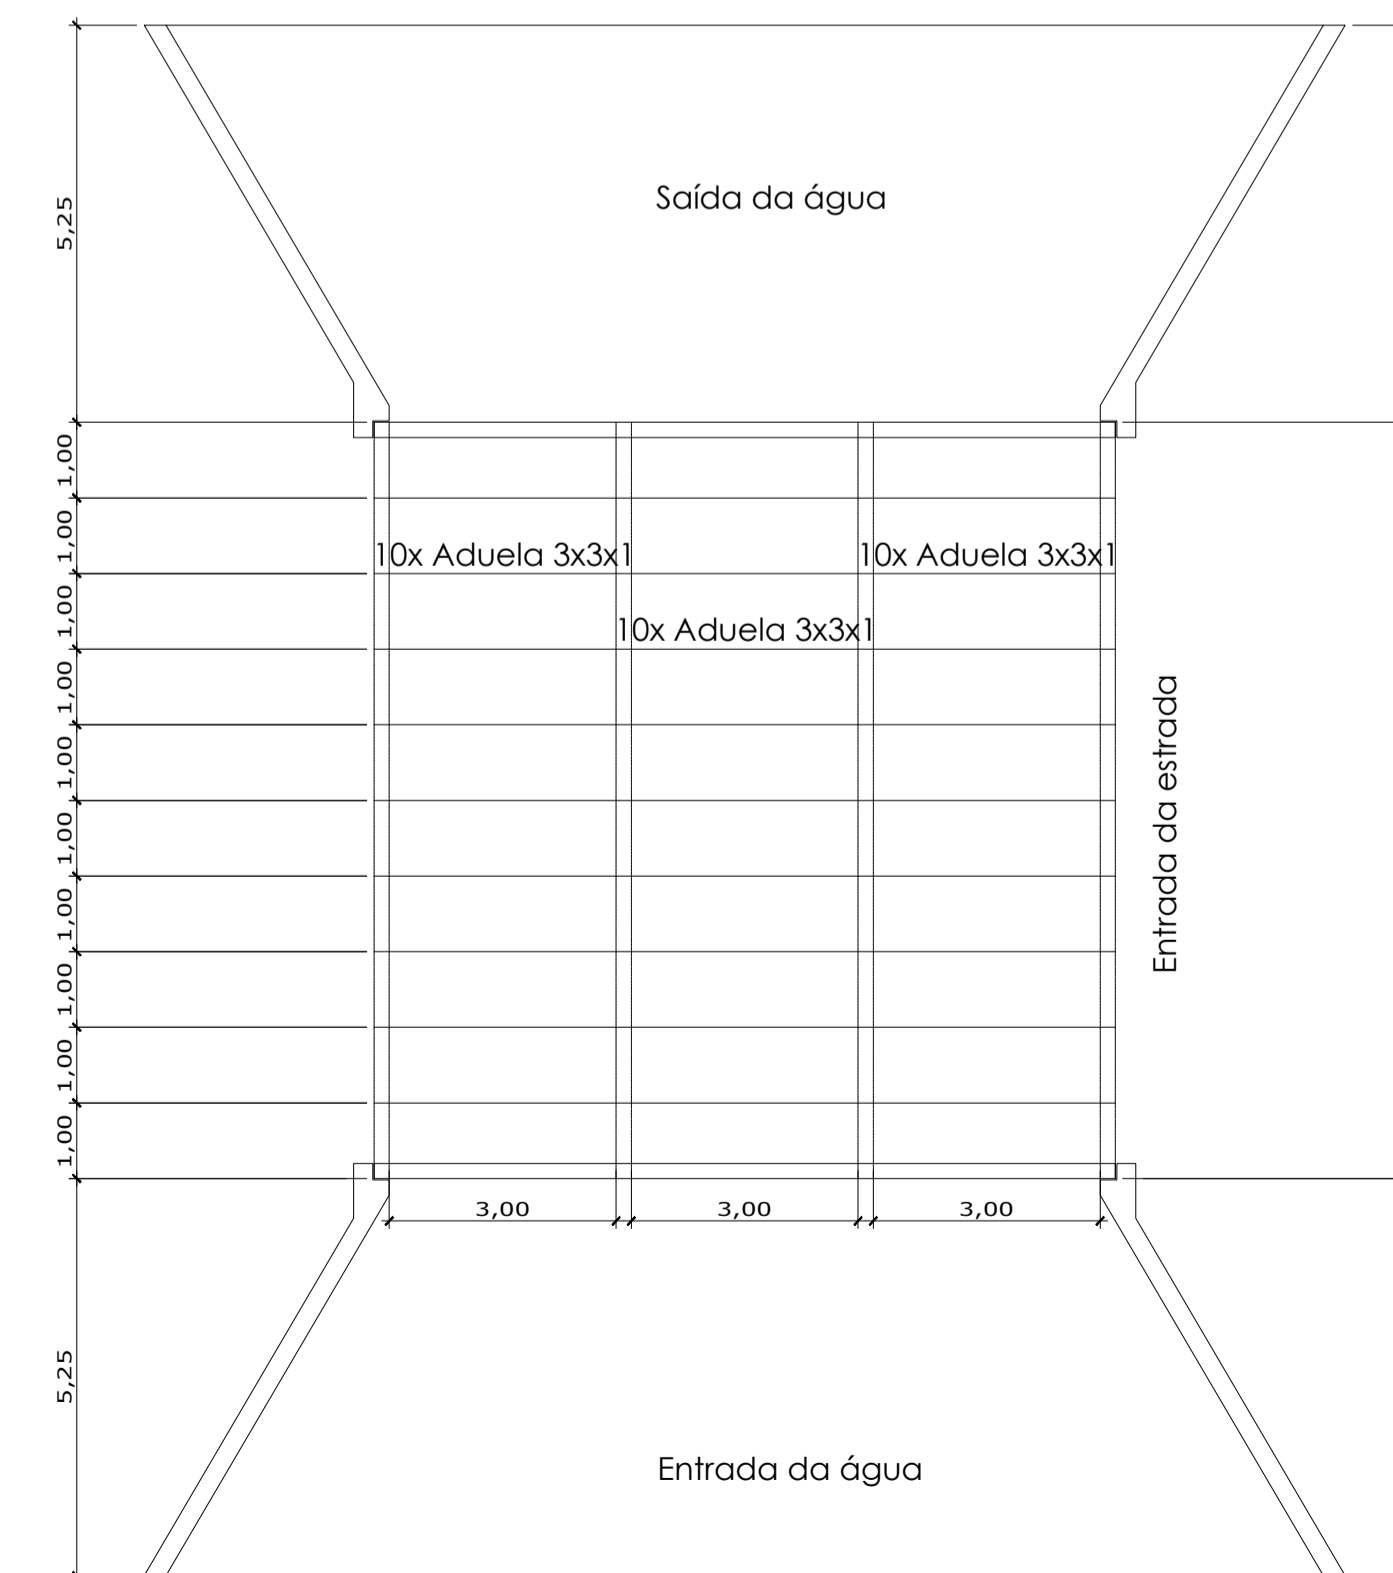 5,25
Saída da água
1,00
1,00
10x Aduela 3x3x1 10x Aduela 3x3x1
1,00
10x Aduela 3x3x1
1,00
1,00
1,00
1,00
1,00
1,00
1,00
Entrada da estrada
3,00 3,00 3,00
5,25
Entrada da água